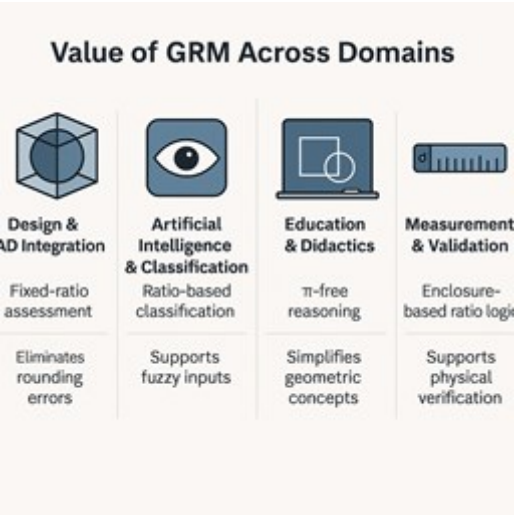 Value of GRM Across Domains
Design &
AD Integration
Fixed-ratio
assessment
Eliminates
rounding
errors
Artificial
Intelligence
& Classification
Ratio-based
classification
Supports
fuzzy inputs
Education
& Didactics
π-free
reasoning
Simplifies
geometric
concepts
Measurement
& Validation
Enclosure-
based ratio logic
Supports
physical
verification